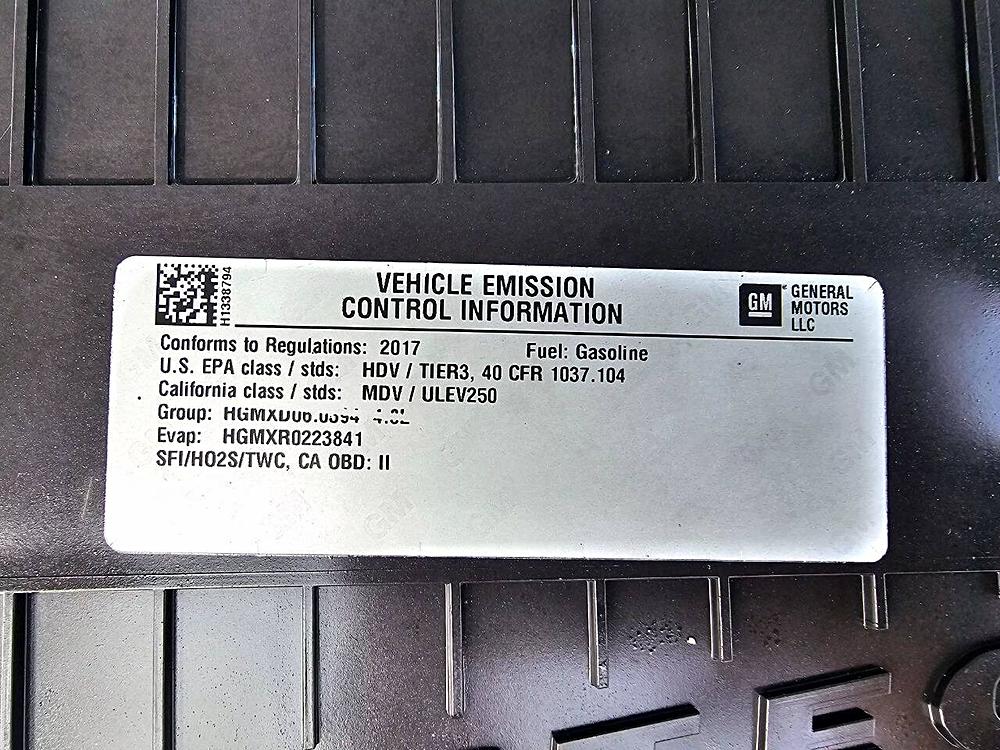 H1338794
VEHICLE EMISSION
CONTROL INFORMATION
GM
GENERAL
MOTORS
LLC
Conforms to Regulations: 2017 Fuel: Gasoline
U.S. EPA class / stds: HDV / TIER3, 40 CFR 1037.104
California class / stds: MDV / ULEV250
Group:
Evap: HGMXR0223841
SFI/HO2S/TWC, CA OBD: II